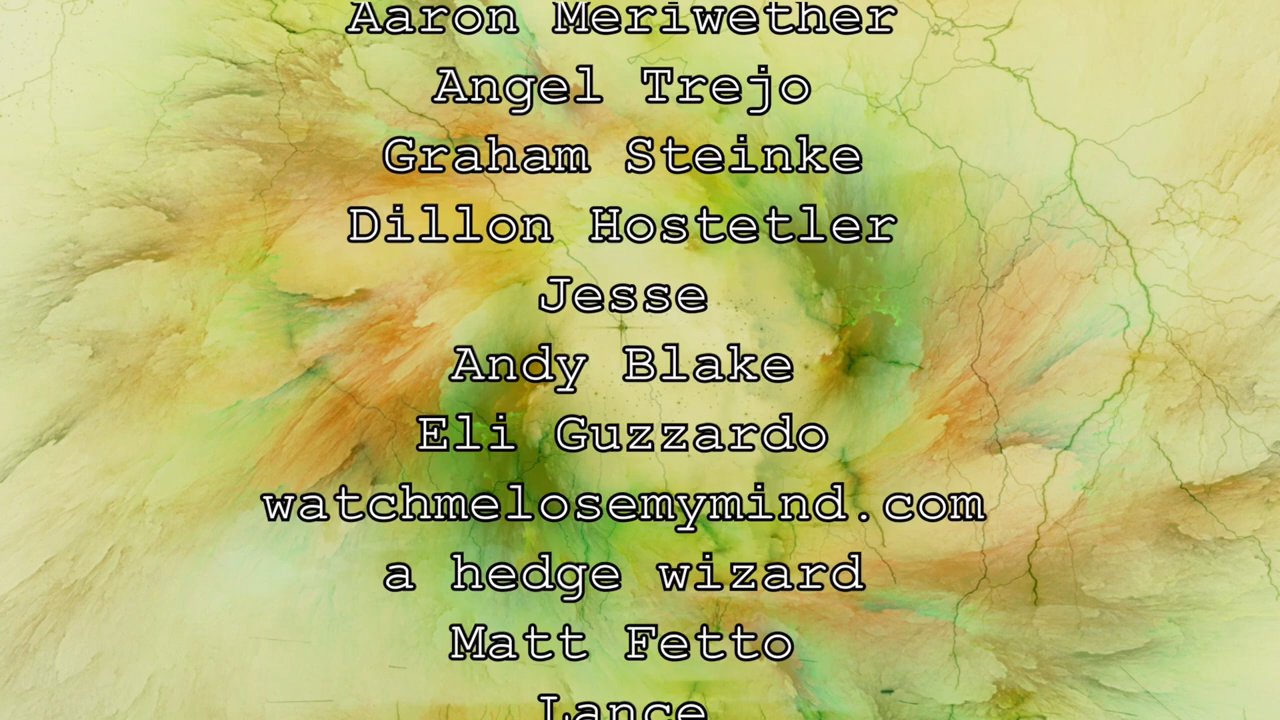 Aaron Meriwether
Angel Trejo
Graham Steinke
Dillon Hostetler
Jesse
Andy Blake
Eli Guzzardo
watchmelosemymind.com
a hedge wizard
Matt Fetto
Lance